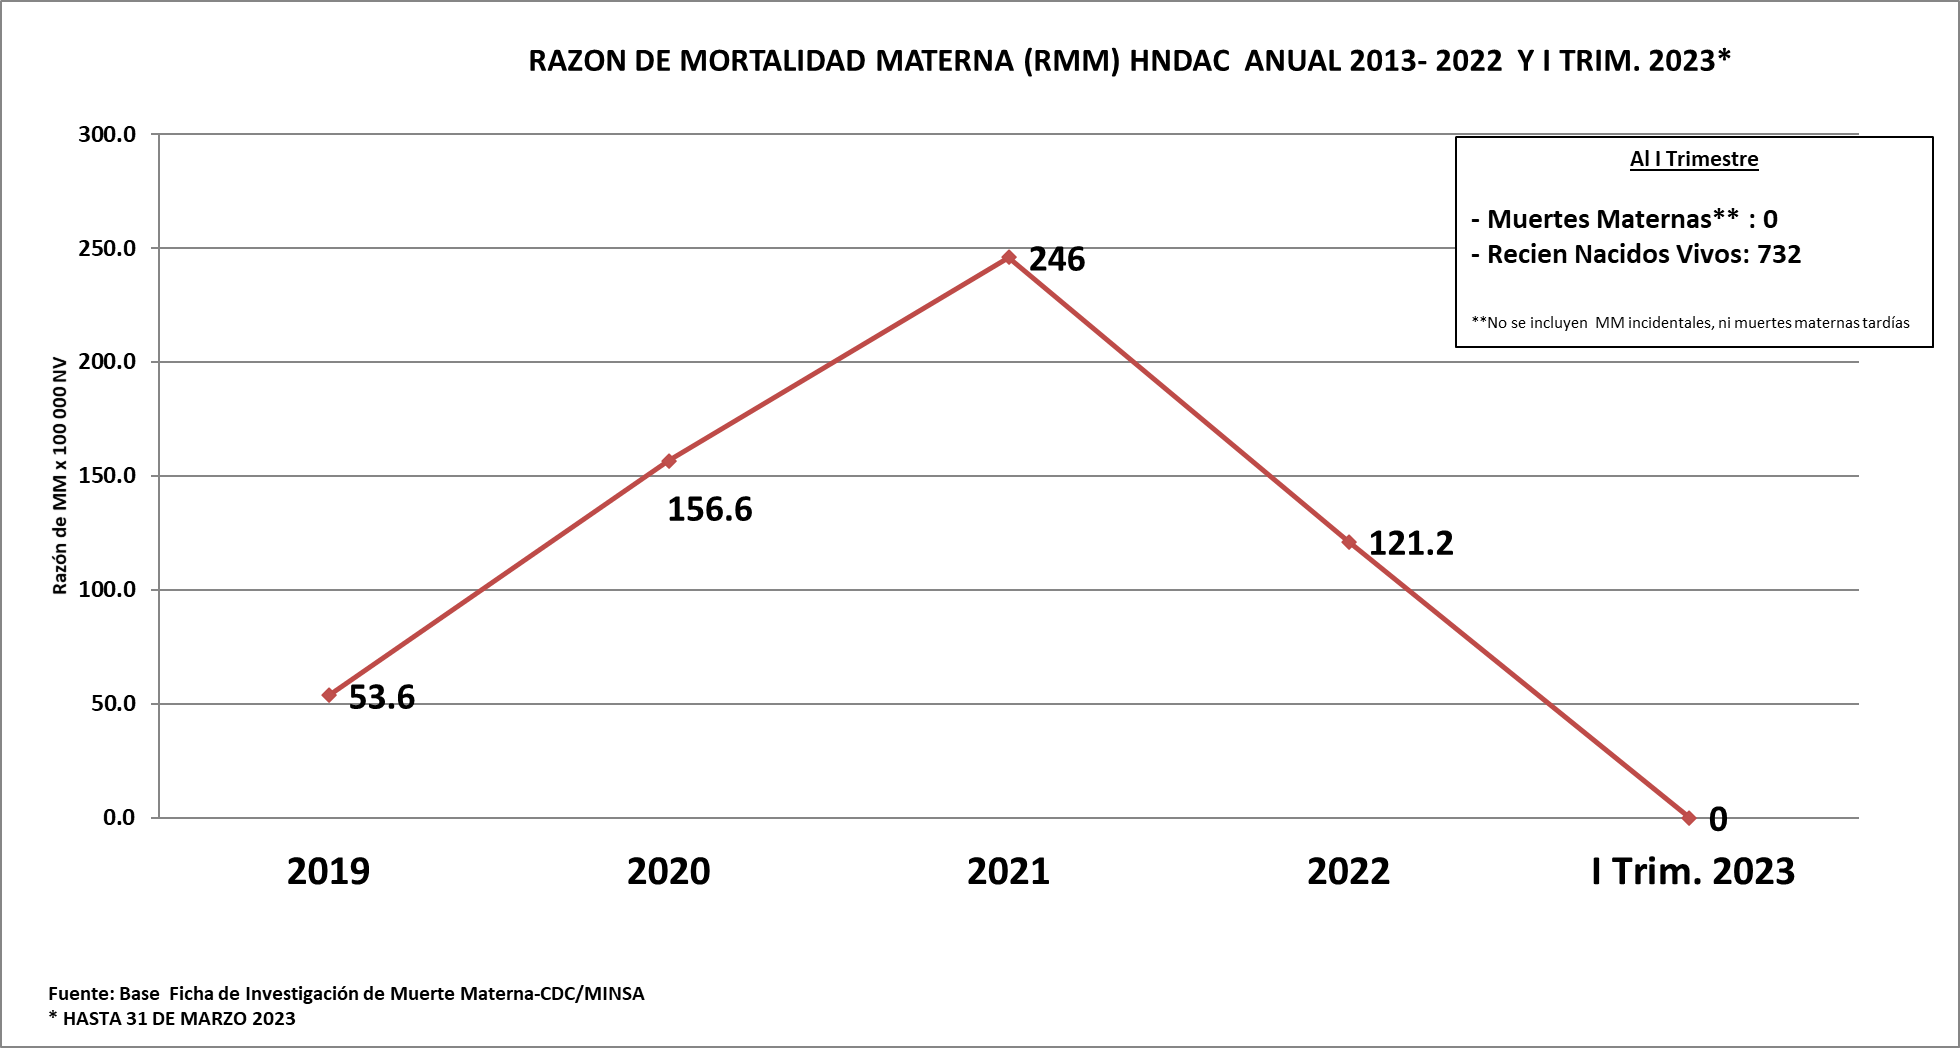 RAZON DE MORTALIDAD MATERNA (RMM) HNDAC ANUAL 2013- 2022 Y I TRIM. 2023*
Razón de MM x 100 000 NV
300.0
250.0
200.0
150.0
100.0
50.0
0.0
53.6
156.6
246
121.2
0
Al I Trimestre
- Muertes Maternas** : 0
- Recien Nacidos Vivos: 732
**No se incluyen MM incidentales, ni muertes maternas tardías
2019
2020
2021
2022
I Trim. 2023
Fuente: Base Ficha de Investigación de Muerte Materna-CDC/MINSA
* HASTA 31 DE MARZO 2023